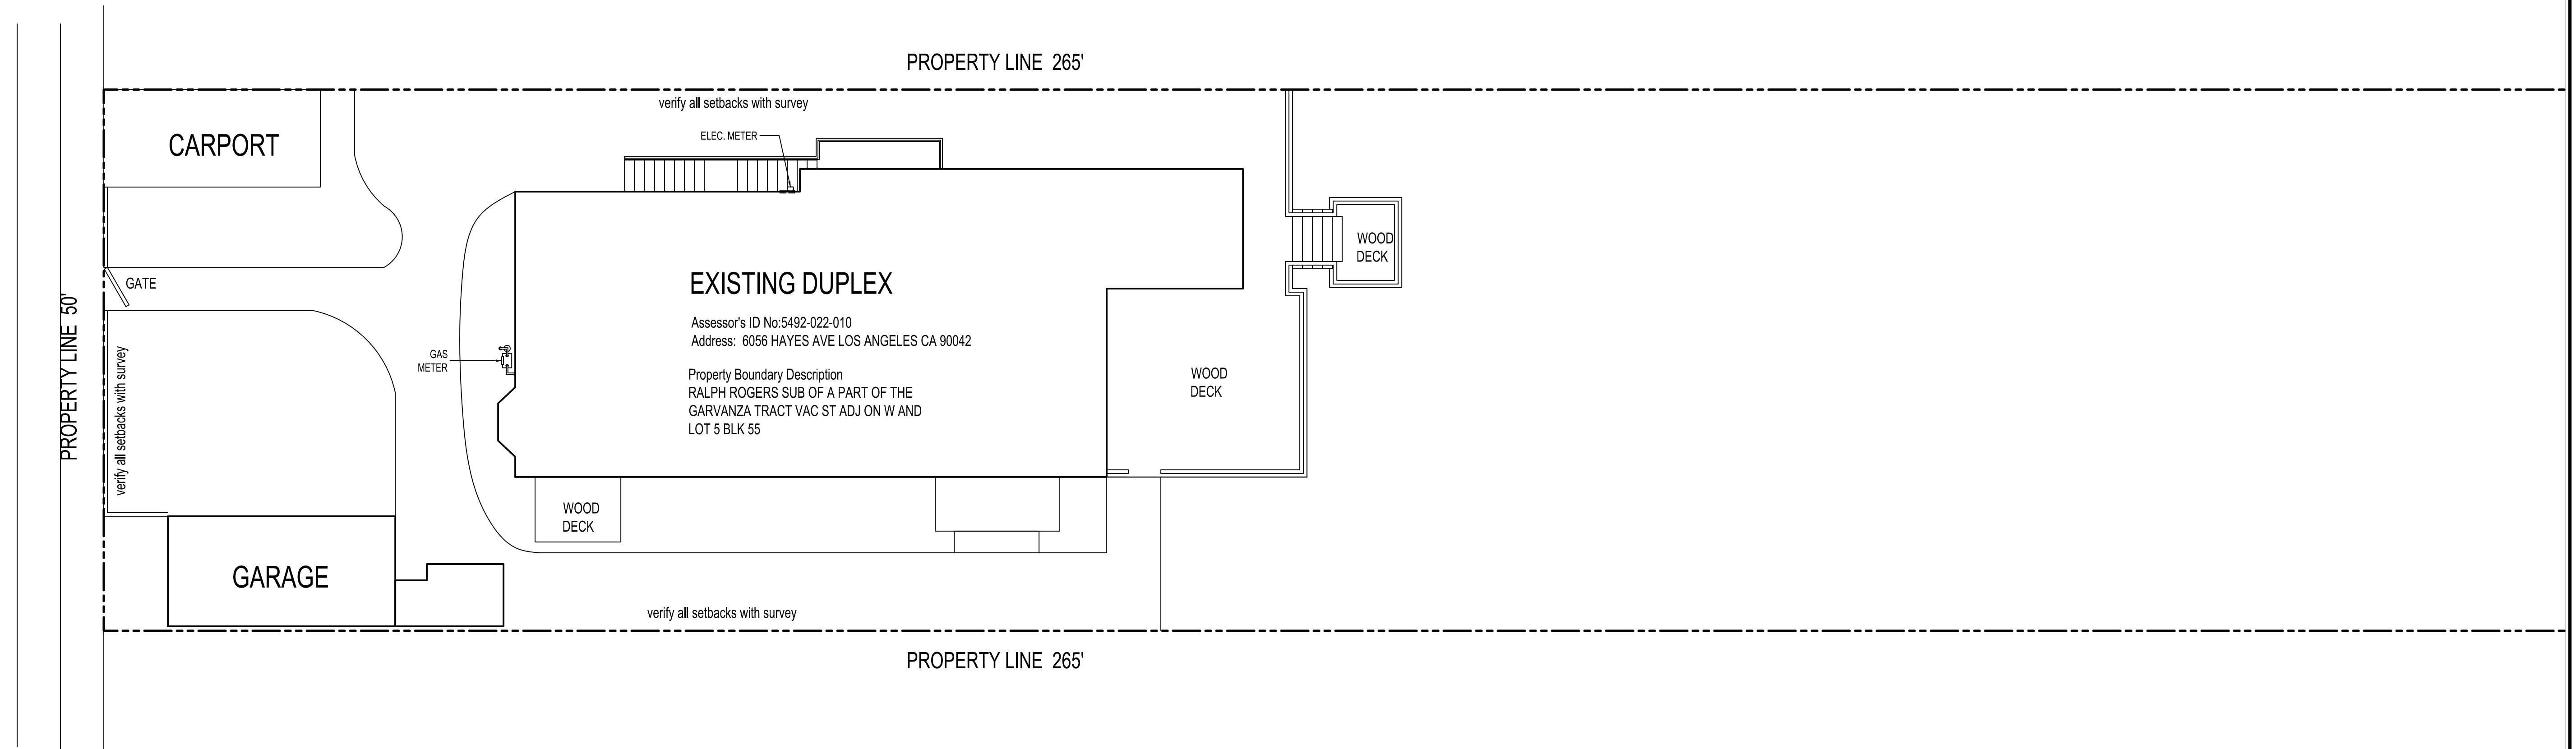 PROPERTY LINE  265'
verify all setbacks with survey
ELEC. METER
CARPORT
WOOD
DECK
GATE
EXISTING DUPLEX
Assessor's ID No:5492-022-010
Address:  6056 HAYES AVE LOS ANGELES CA 90042
GAS
METER
Property Boundary Description
RALPH ROGERS SUB OF A PART OF THE
GARVANZA TRACT VAC ST ADJ ON W AND
LOT 5 BLK 55
WOOD
DECK
PROPERTY LINE  50'
verify all setbacks with survey
WOOD
DECK
GARAGE
verify all setbacks with survey
PROPERTY LINE  265'